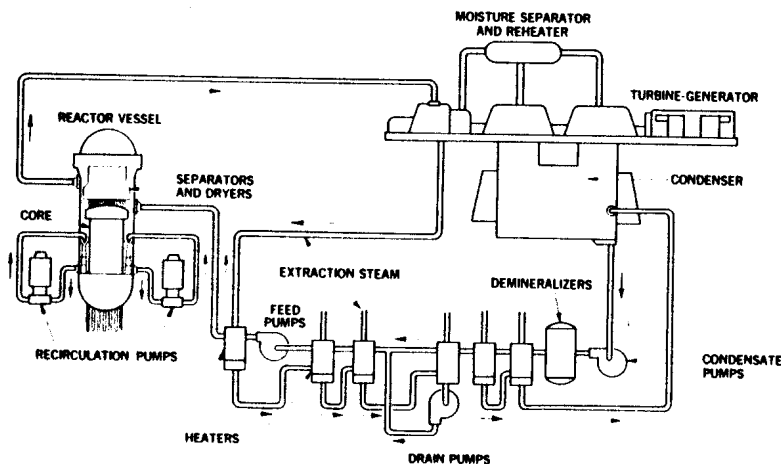 MOISTURE SEPARATOR
AND REHEATER
TURBINE-GENERATOR
REACTOR VESSEL
SEPARATORS
AND DRYERS
CONDENSER
CORE
EXTRACTION STEAM
DEMINERALIZERS
FEED
PUMPS
RECIRCULATION PUMPS
CONDENSATE
PUMPS
HEATERS
DRAIN PUMPS